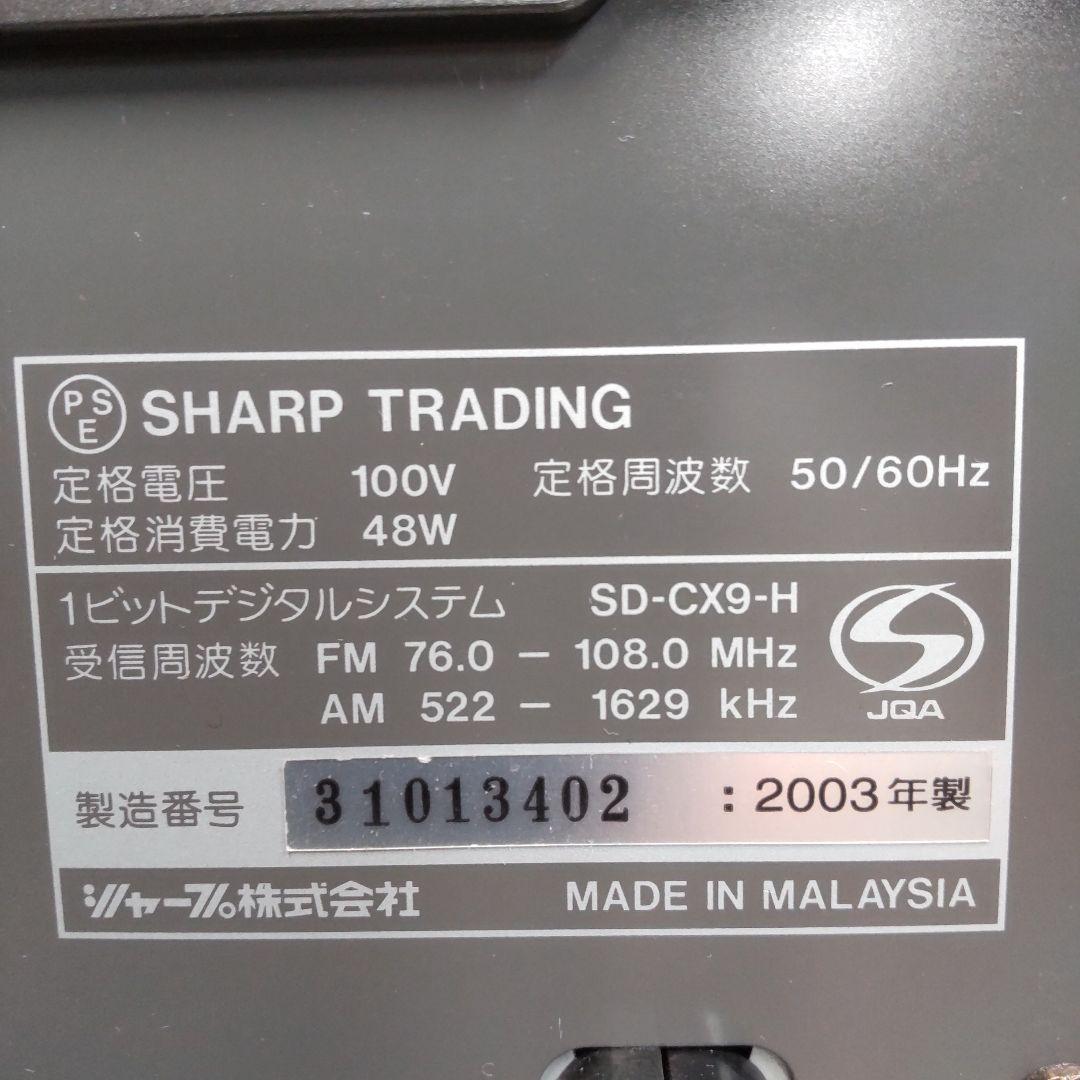 PSE SHARP TRADING
定格電圧 100V 定格周波数 50/60Hz
定格消費電力 48W
1ビットデジタルシステム SD-CX9-H
受信周波数 FM 76.0 - 108.0 MHz
AM 522 - 1629 kHz
JQA
製造番号 31013402 : 2003年製
シャープ株式会社 MADE IN MALAYSIA